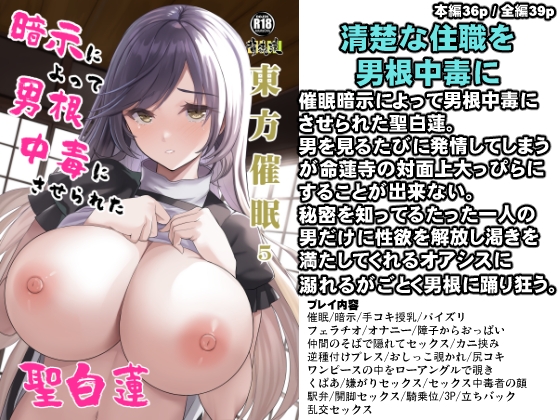 本編36p / 全編39p
清楚な住職を
男根中毒に
催眠暗示によって男根中毒に
させられた聖白蓮。
男を見るたびに発情してしまう
が命蓮寺の対面上大っぴらに
することが出来ない。
秘密を知ってるたった一人の
男だけに性欲を解放し渇きを
満たしてくれるオアシスに
溺れるがごとく男根に踊り狂う。
プレイ内容
催眠/暗示/手コキ授乳/パイズリ
フェラチオ/オナニー/障子からおっぱい
仲間のそばで隠れてセックス/カニ挟み
逆種付けプレス/おしっこ覗かれ/尻コキ
ワンピースの中をローアングルで覗き
くぱあ/嫌がりセックス/セックス中毒者の顔
駅弁/開脚セックス/騎乗位/3P/立ちバック
乱交セックス
R18
東方催眠5
暗示に
よって
男根
中毒に
させられた
聖白蓮